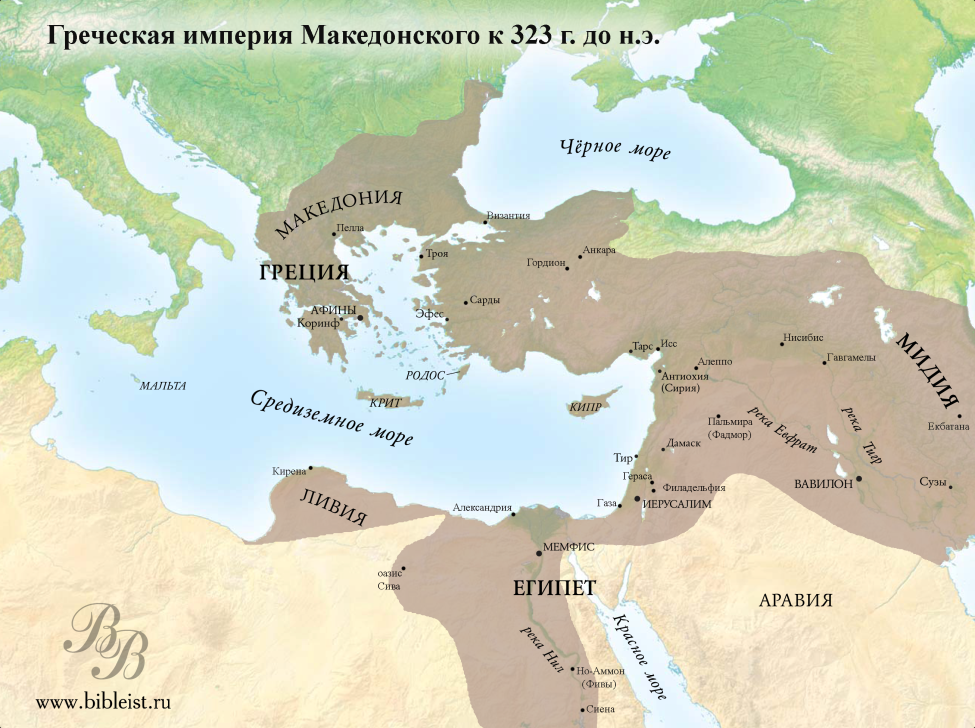 Греческая империя Македонского к 323 г. до н.э.
Чёрное море
МАКЕДОНИЯ
Византия
Пелла
Троя
Анкара
Гордион
ГРЕЦИЯ
Сарды
АФИНЫ
Эфес
Коринф
Нисибис
МИДИЯ
Тарс
Исс
Гавгамелы
Алеппо
РОДОС
Антиохия
(Сирия)
МАЛЬТА
КРИТ
КИПР
Средиземное море
Пальмира
(Фадмор)
река Евфрат
река Тигр
Екбатана
Дамаск
Тир
Кирена
Гераса
Филадельфия
ВАВИЛОН
Сузы
ЛИВИЯ
Александрия
Газа
ИЕРУСАЛИМ
МЕМФИС
оазис
Сива
ЕГИПЕТ
АРАВИЯ
Красное море
река Нил
Но-Аммон
(Фивы)
Сиена
BB
www.bibleist.ru